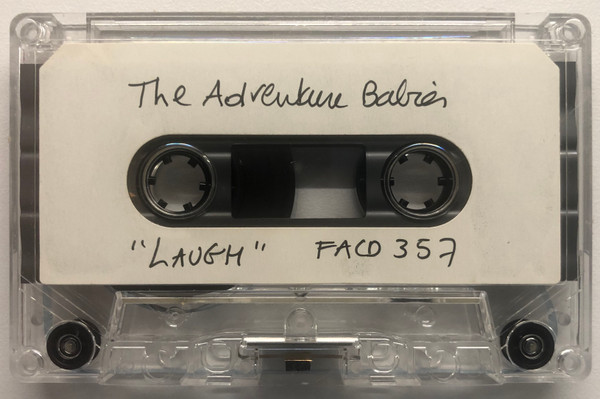 The Adventure Babies
"LAUGH" FACD 357